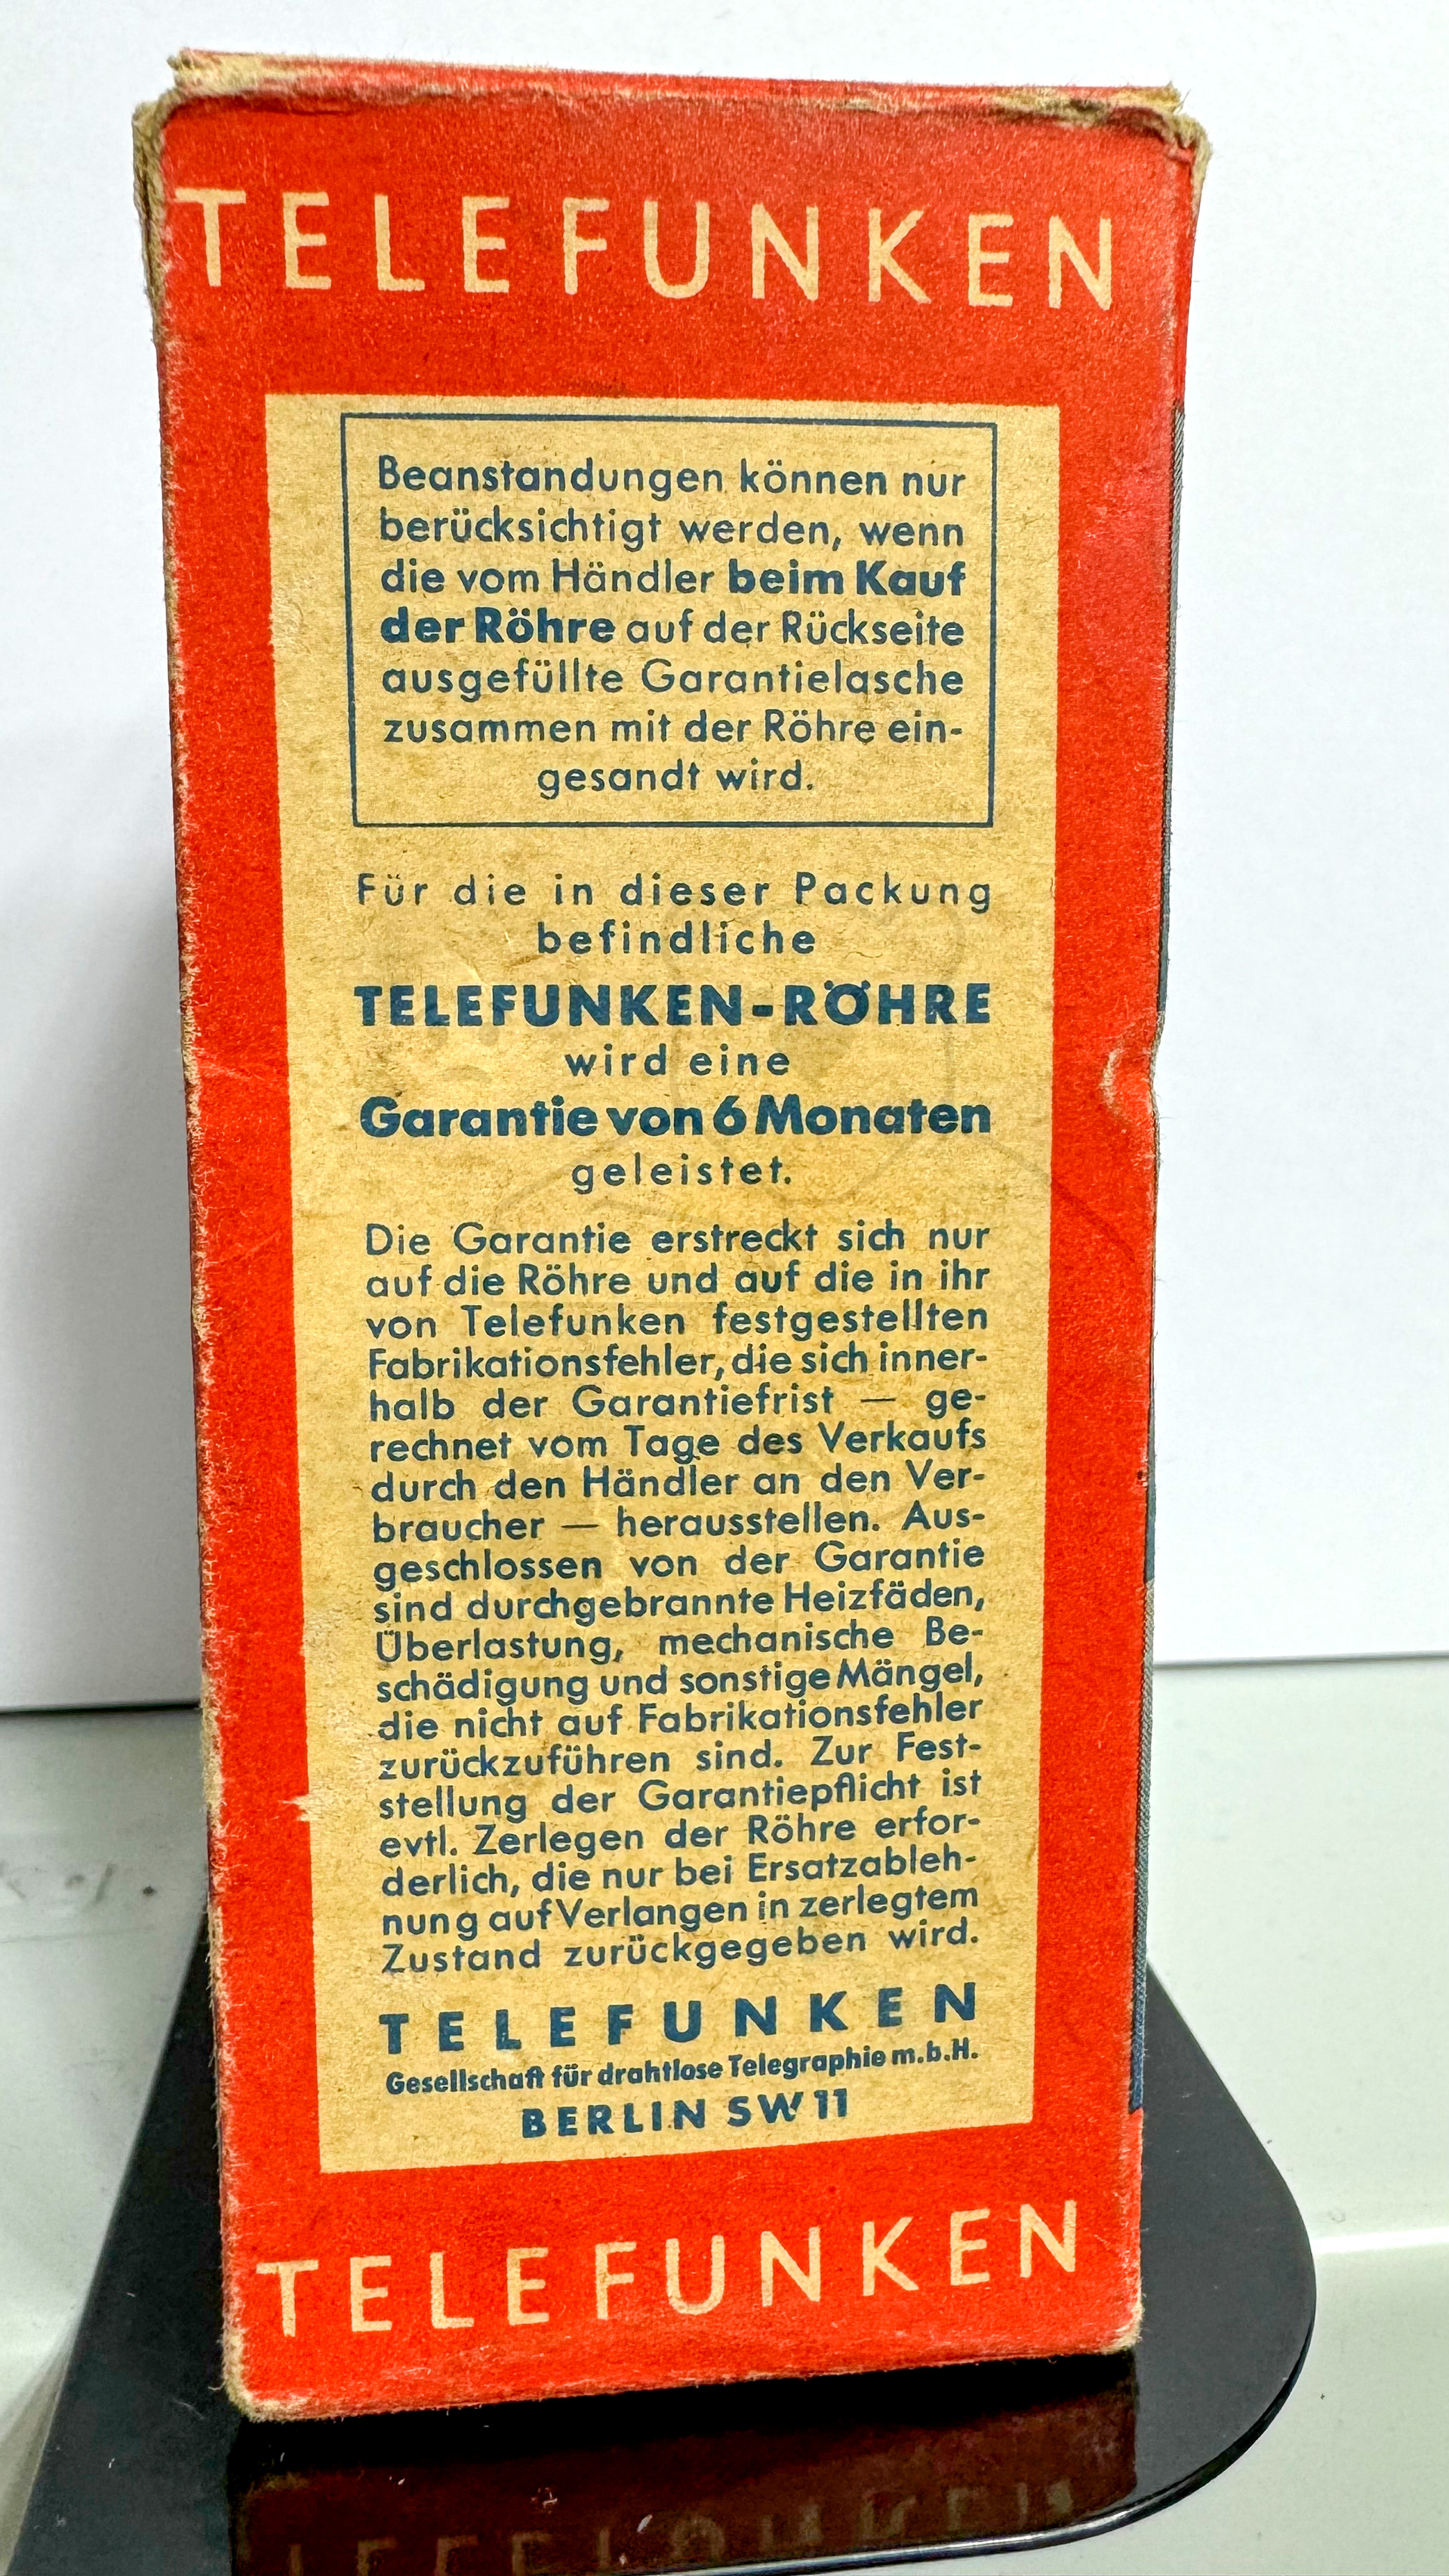 TELEFUNKEN
Beanstandungen können nur
berücksichtigt werden, wenn
die vom Händler beim Kauf
der Röhre auf der Rückseite
ausgefüllte Garantielasche
zusammen mit der Röhre ein-
gesandt wird.
Für die in dieser Packung
befindliche
TELEFUNKEN-RÖHRE
wird eine
Garantie von 6 Monaten
geleistet.
Die Garantie erstreckt sich nur
auf die Röhre und auf die in ihr
von Telefunken festgestellten
Fabrikationsfehler, die sich inner-
halb der Garantiefrist — ge-
rechnet vom Tage des Verkaufs
durch den Händler an den Ver-
braucher — herausstellen. Aus-
geschlossen von der Garantie
sind durchgebrannte Heizfäden,
Überlastung, mechanische Be-
schädigung und sonstige Mängel,
die nicht auf Fabrikationsfehler
zurückzuführen sind. Zur Fest-
stellung der Garantiepflicht ist
evtl. Zerlegen der Röhre erfor-
derlich, die nur bei Ersatzableh-
nung auf Verlangen in zerlegtem
Zustand zurückgegeben wird.
TELEFUNKEN
Gesellschaft für drahtlose Telegraphie m.b.H.
BERLIN SW 11
TELEFUNKEN